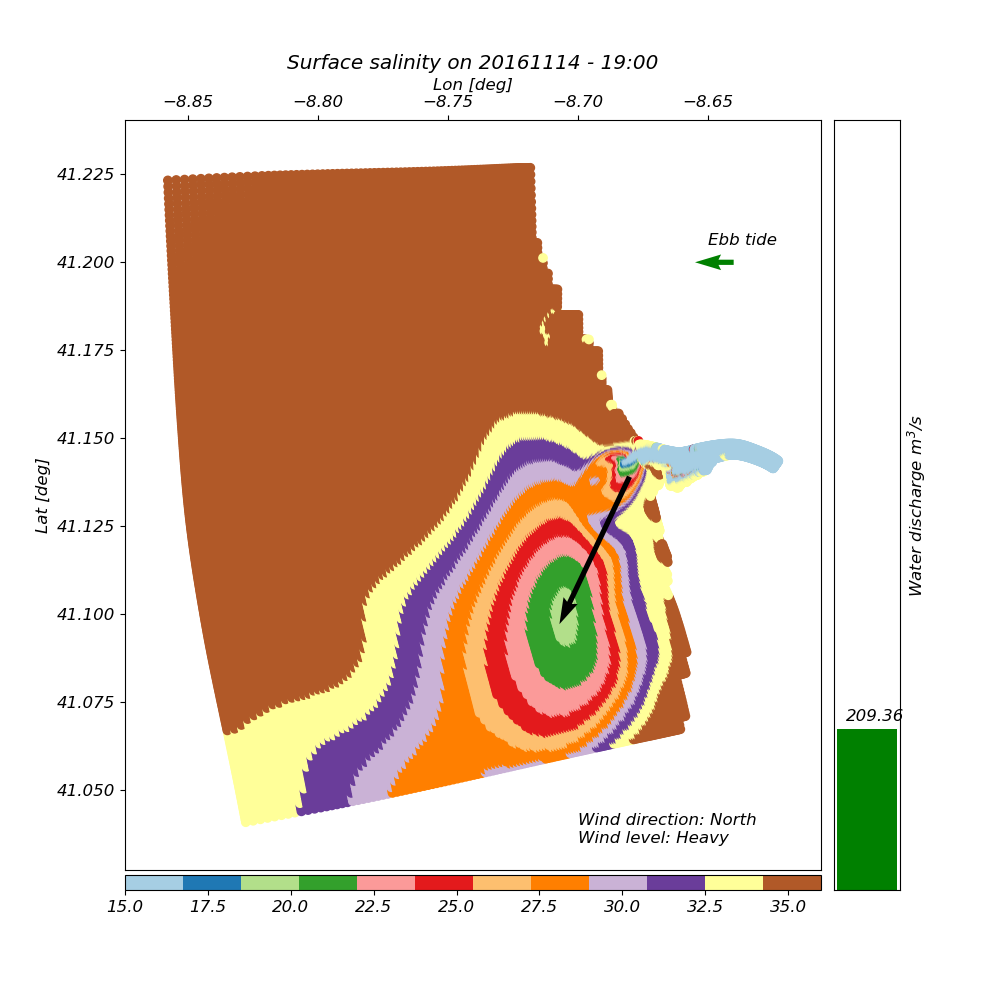 Surface salinity on 20161114 - 19:00
Lon [deg]
−8.85 −8.80 −8.75 −8.70 −8.65
41.225
Ebb tide
41.200
41.175
41.150
41.125
41.100
41.075
41.050
Lat [deg]
Water discharge m³/s
209.36
Wind direction: North
Wind level: Heavy
15.0 17.5 20.0 22.5 25.0 27.5 30.0 32.5 35.0